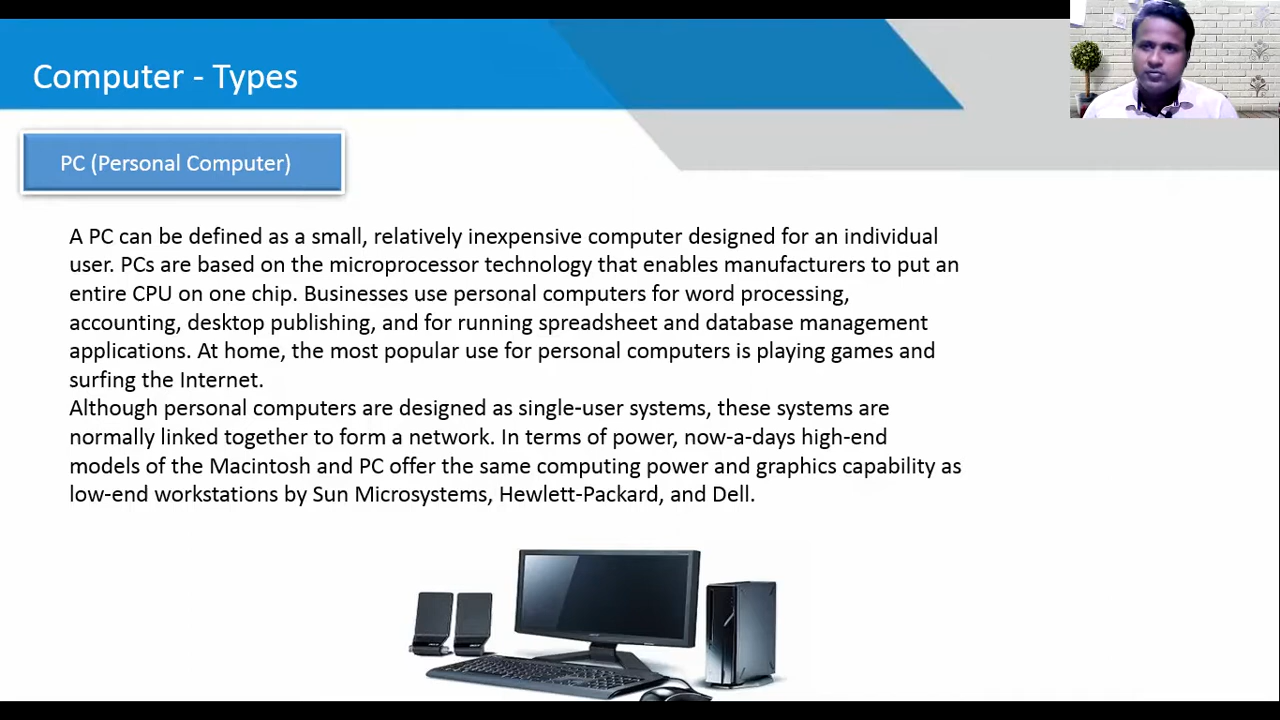 Computer - Types
PC (Personal Computer)
A PC can be defined as a small, relatively inexpensive computer designed for an individual
user. PCs are based on the microprocessor technology that enables manufacturers to put an
entire CPU on one chip. Businesses use personal computers for word processing,
accounting, desktop publishing, and for running spreadsheet and database management
applications. At home, the most popular use for personal computers is playing games and
surfing the Internet.
Although personal computers are designed as single-user systems, these systems are
normally linked together to form a network. In terms of power, now-a-days high-end
models of the Macintosh and PC offer the same computing power and graphics capability as
low-end workstations by Sun Microsystems, Hewlett-Packard, and Dell.